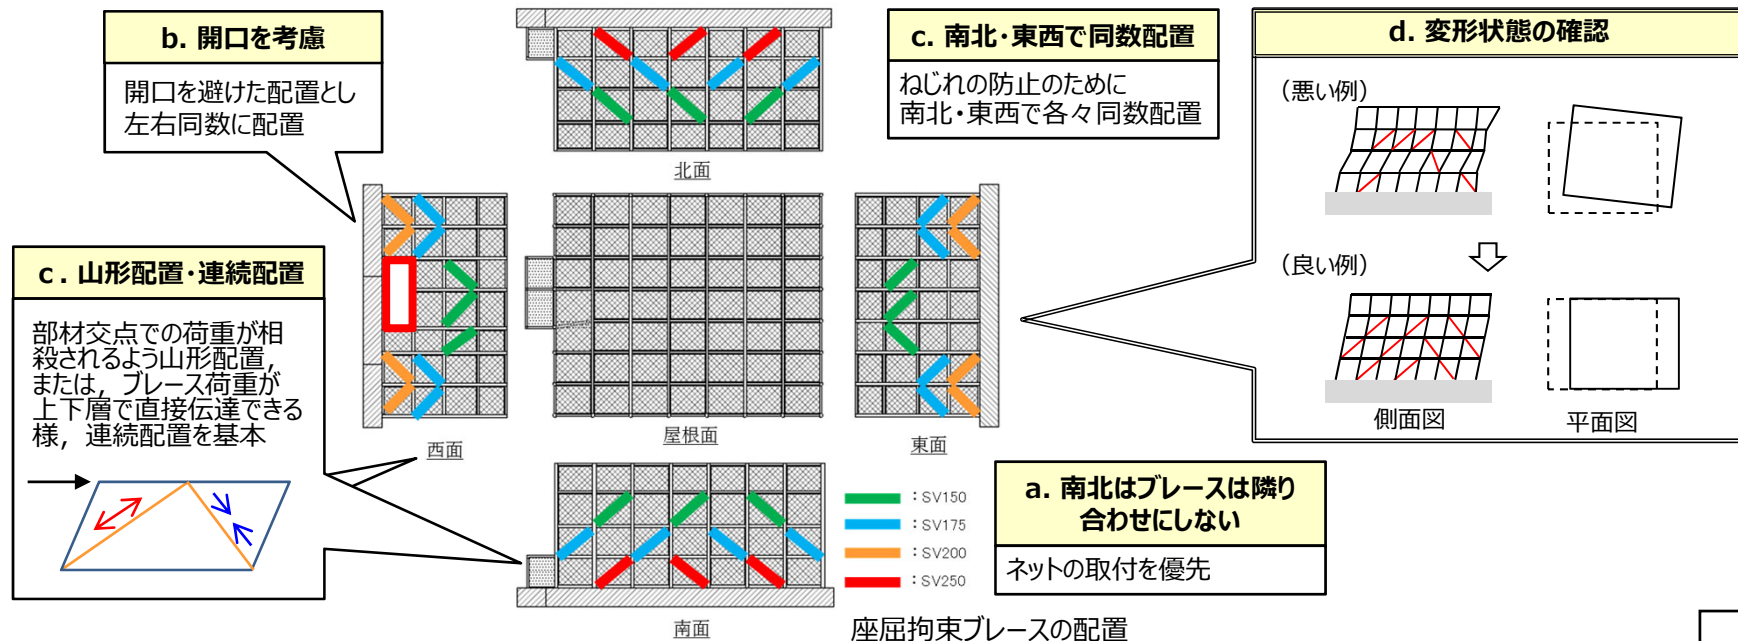 b. 開口を考慮
開口を避けた配置とし
左右同数に配置
北面
c. 南北・東西で同数配置
ねじれの防止のために
南北・東西で各々同数配置
d. 変形状態の確認
（悪い例）
（良い例）
側面図
平面図
c . 山形配置・連続配置
部材交点での荷重が相
殺されるよう山形配置，
または，ブレース荷重が
上下層で直接伝達できる
様，連続配置を基本
西面
屋根面
東面
南面
：SV150
：SV175
：SV200
：SV250
a. 南北はブレースは隣り
合わせにしない
ネットの取付を優先
座屈拘束ブレースの配置